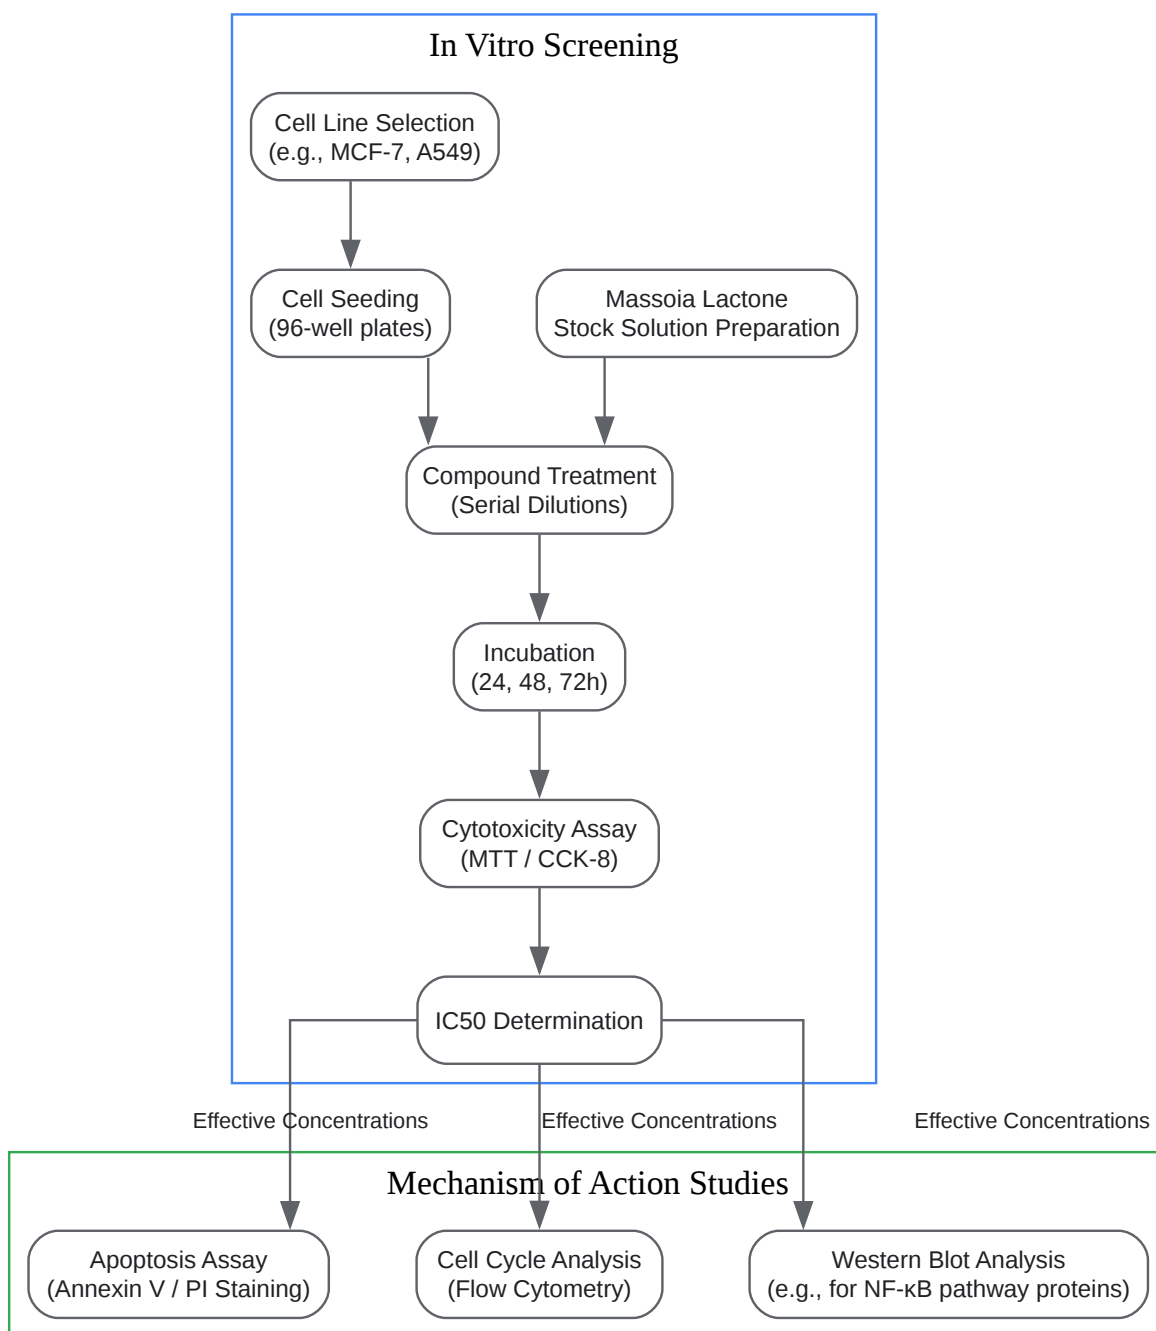 In Vitro Screening
Cell Line Selection
(e.g., MCF-7, A549)
Cell Seeding
(96-well plates)
Massoia Lactone
Stock Solution Preparation
Compound Treatment
(Serial Dilutions)
Incubation
(24, 48, 72h)
Cytotoxicity Assay
(MTT / CCK-8)
IC50 Determination
Effective Concentrations
Effective Concentrations
Effective Concentrations
Mechanism of Action Studies
Apoptosis Assay
(Annexin V / PI Staining)
Cell Cycle Analysis
(Flow Cytometry)
Western Blot Analysis
(e.g., for NF-κB pathway proteins)